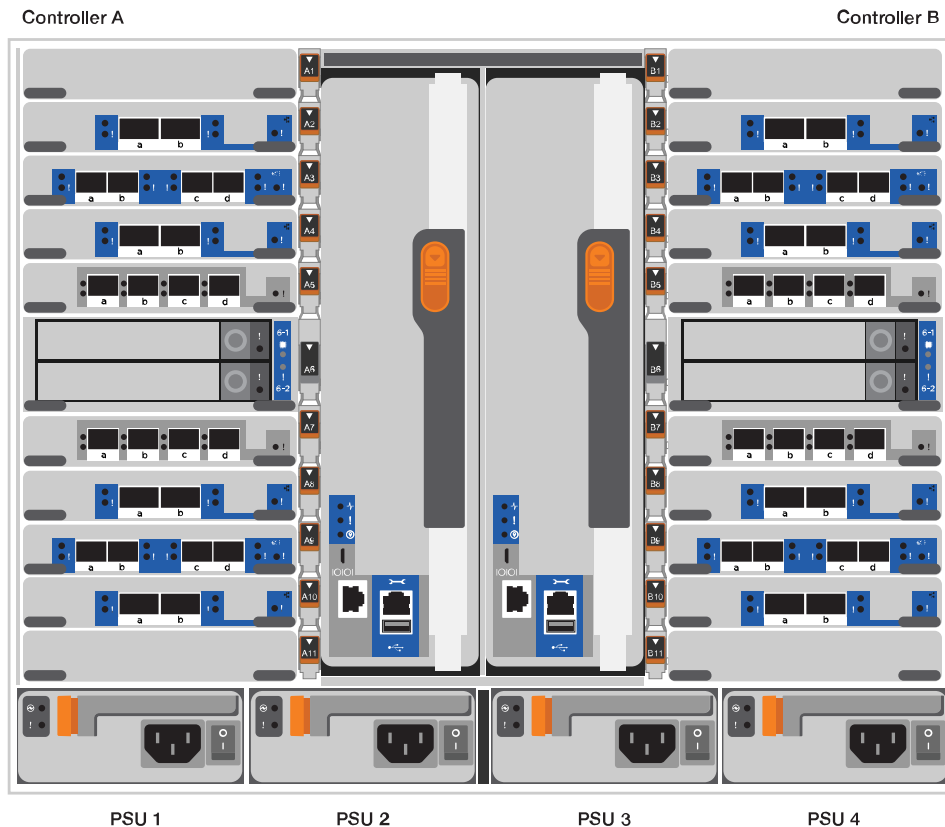 Controller A Controller B
A1 B1
A2 B2
! ! ! ! ! !
a b a b
A3 B3
! ! ! ! ! ! ! ! ! !
a b c d a b c d
A4 B4
! ! ! ! ! !
a b a b
A5 B5
! !
a b c d a b c d
6-1 6-1
! A6 B6 !
! ! ! !
6-2 6-2
A7 B7
! !
a b c d a b c d
A8 B8
! ! ! ! ! !
a b a b
! !
A9 B9
! ! ! ! ! ! ! ! ! !
a b c d a b c d
IOIOI IOIOI
A10 B10
! ! ! ! ! !
a b a b
A11 B11
! O I ! O I ! O I ! O I
PSU 1 PSU 2 PSU 3 PSU 4